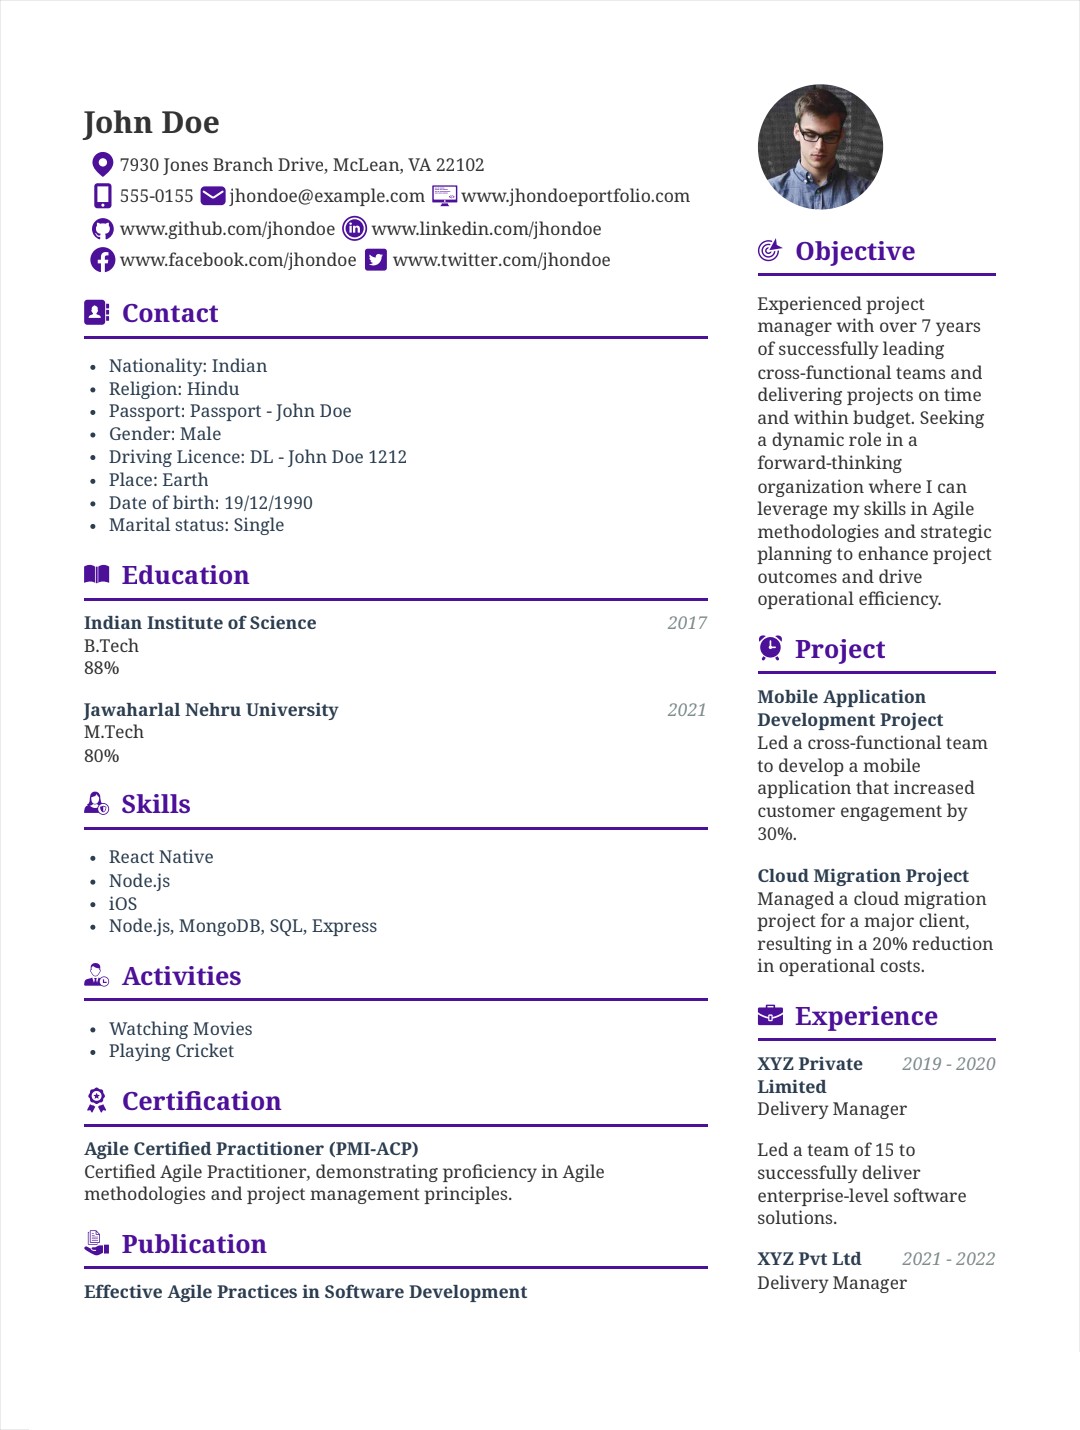 John Doe
7930 Jones Branch Drive, McLean, VA 22102
555-0155 jhondoe@example.com www.jhondoeportfolio.com
www.github.com/jhondoe www.linkedin.com/jhondoe
www.facebook.com/jhondoe www.twitter.com/jhondoe
Contact
• Nationality: Indian
• Religion: Hindu
• Passport: Passport - John Doe
• Gender: Male
• Driving Licence: DL - John Doe 1212
• Place: Earth
• Date of birth: 19/12/1990
• Marital status: Single
Education
Indian Institute of Science 2017
B.Tech
88%
Jawaharlal Nehru University 2021
M.Tech
80%
Skills
• React Native
• Node.js
• iOS
• Node.js, MongoDB, SQL, Express
Activities
• Watching Movies
• Playing Cricket
Certification
Agile Certified Practitioner (PMI-ACP)
Certified Agile Practitioner, demonstrating proficiency in Agile
methodologies and project management principles.
Publication
Effective Agile Practices in Software Development
Objective
Experienced project
manager with over 7 years
of successfully leading
cross-functional teams and
delivering projects on time
and within budget. Seeking
a dynamic role in a
forward-thinking
organization where I can
leverage my skills in Agile
methodologies and strategic
planning to enhance project
outcomes and drive
operational efficiency.
Project
Mobile Application
Development Project
Led a cross-functional team
to develop a mobile
application that increased
customer engagement by
30%.
Cloud Migration Project
Managed a cloud migration
project for a major client,
resulting in a 20% reduction
in operational costs.
Experience
XYZ Private 2019 - 2020
Limited
Delivery Manager
Led a team of 15 to
successfully deliver
enterprise-level software
solutions.
XYZ Pvt Ltd 2021 - 2022
Delivery Manager